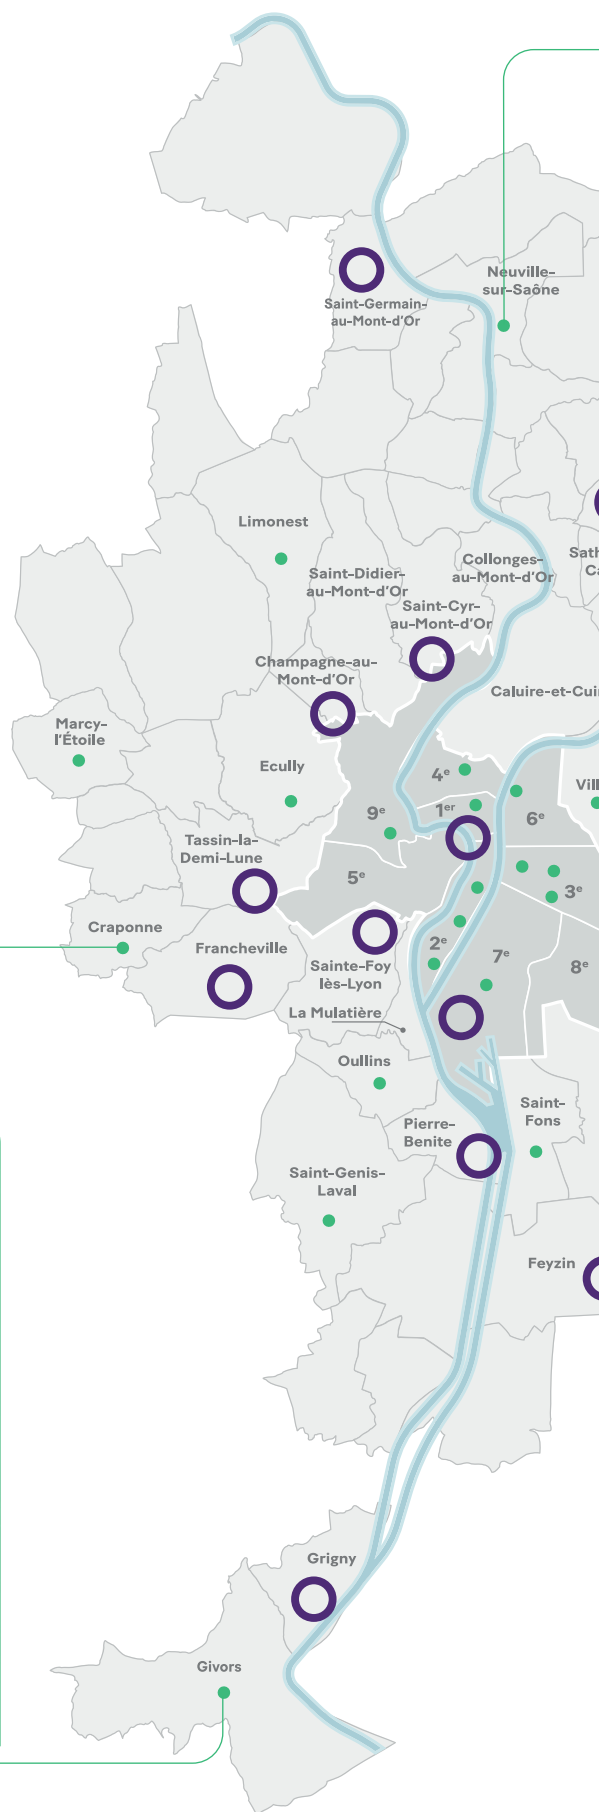 Neuville-
sur-Saône
Saint-Germain-
au-Mont-d'Or
Limonest
Collonges-
au-Mont-d'Or
Sath
Ca
Saint-Didier-
au-Mont-d'Or
Saint-Cyr-
au-Mont-d'Or
Champagne-au-
Mont-d'Or
Caluire-et-Cui
Marcy-
l'Étoile
Ecully
4e
Vill
9e
1er
6e
Tassin-la-
Demi-Lune
5e
3e
Craponne
Francheville
2e
7e
8e
Sainte-Foy
lès-Lyon
La Mulatière
Oullins
Saint-
Fons
Pierre-
Benite
Saint-Genis-
Laval
Feyzin
Grigny
Givors